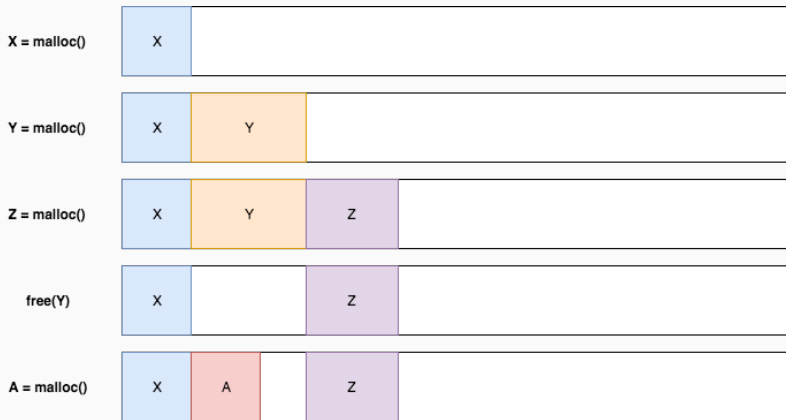 X = malloc() X
Y = malloc() X Y
Z = malloc() X Y Z
free(Y) X Z
A = malloc() X A Z